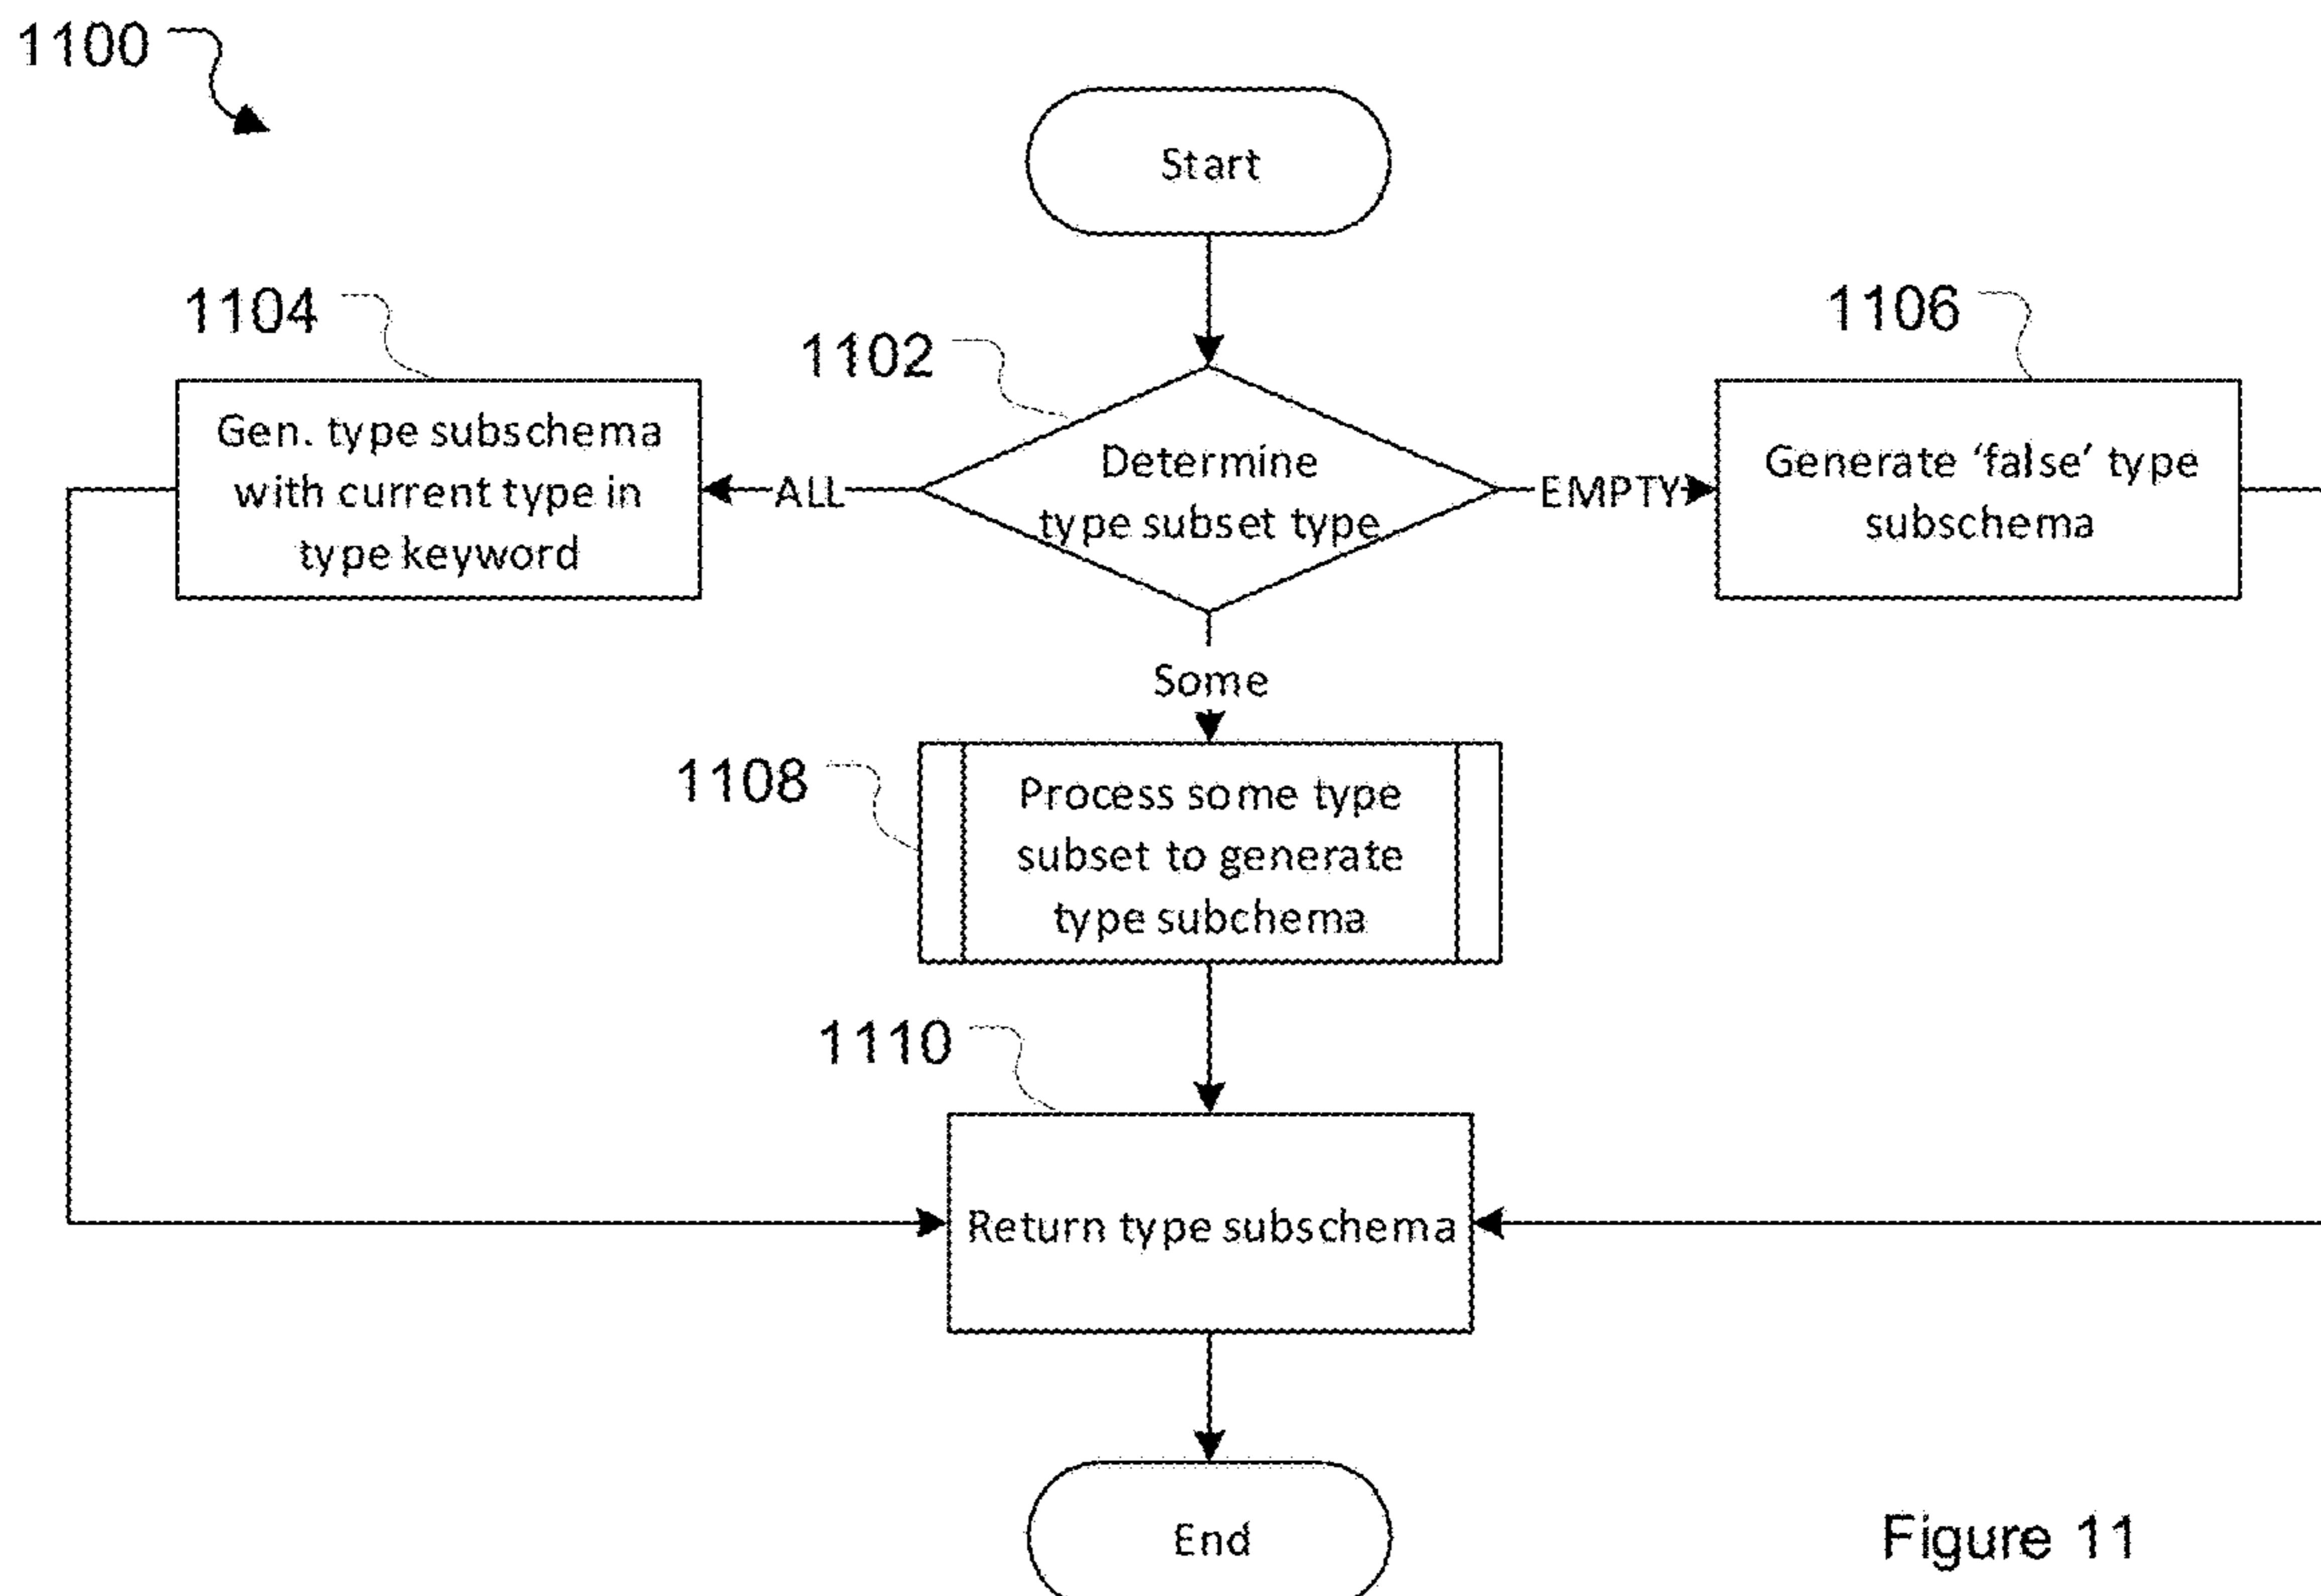 1100
Start
1104
1102
1106
Gen. type subschema
with current type in
type keyword
ALL
Determine
type subset type
EMPTY
Generate ‘false’ type
subschema
Some
1108
Process some type
subset to generate
type subchema
1110
Return type subschema
End
Figure 11